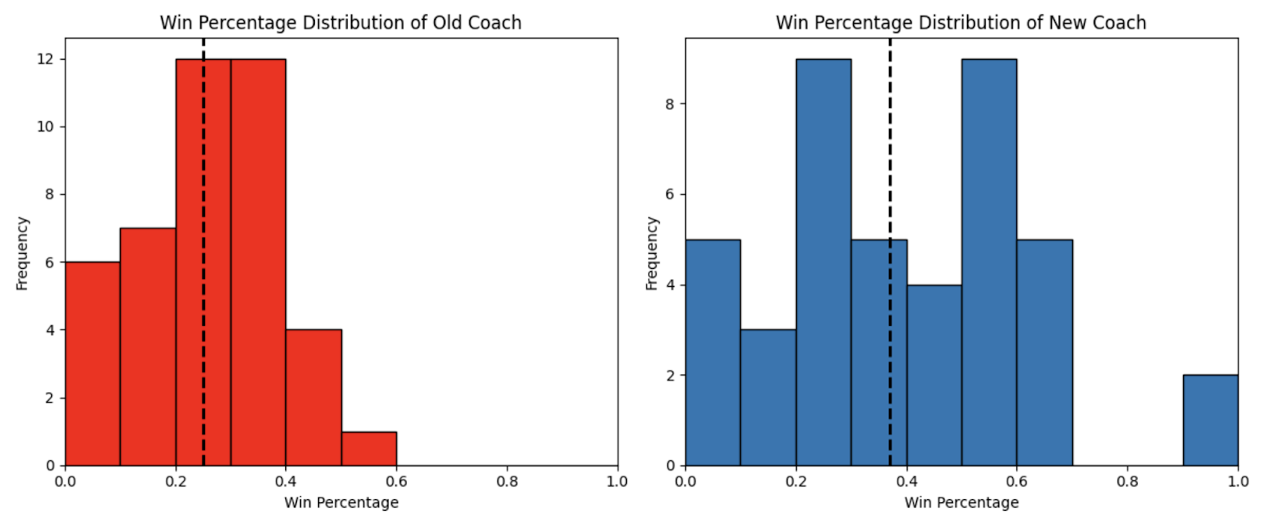 Win Percentage Distribution of Old Coach
12
10
8
6
4
2
0
Frequency
0.0 0.2 0.4 0.6 0.8 1.0
Win Percentage
Win Percentage Distribution of New Coach
8
6
4
2
0
Frequency
0.0 0.2 0.4 0.6 0.8 1.0
Win Percentage